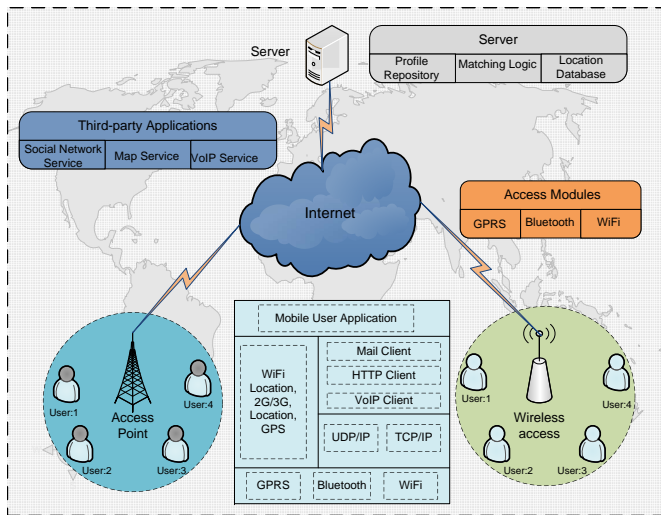 Server
Server
Profile
Repository
Matching Logic
Location
Database
Third-party Applications
Social Network
Service
Map Service
VoIP Service
Internet
Access Modules
GPRS
Bluetooth
WiFi
Mobile User Application
WiFi
Location,
2G/3G,
Location,
GPS
Mail Client
HTTP Client
VoIP Client
UDP/IP
TCP/IP
GPRS
Bluetooth
WiFi
User:1
User:4
Access
Point
User:2
User:3
User:1
User:4
Wireless
access
User:2
User:3